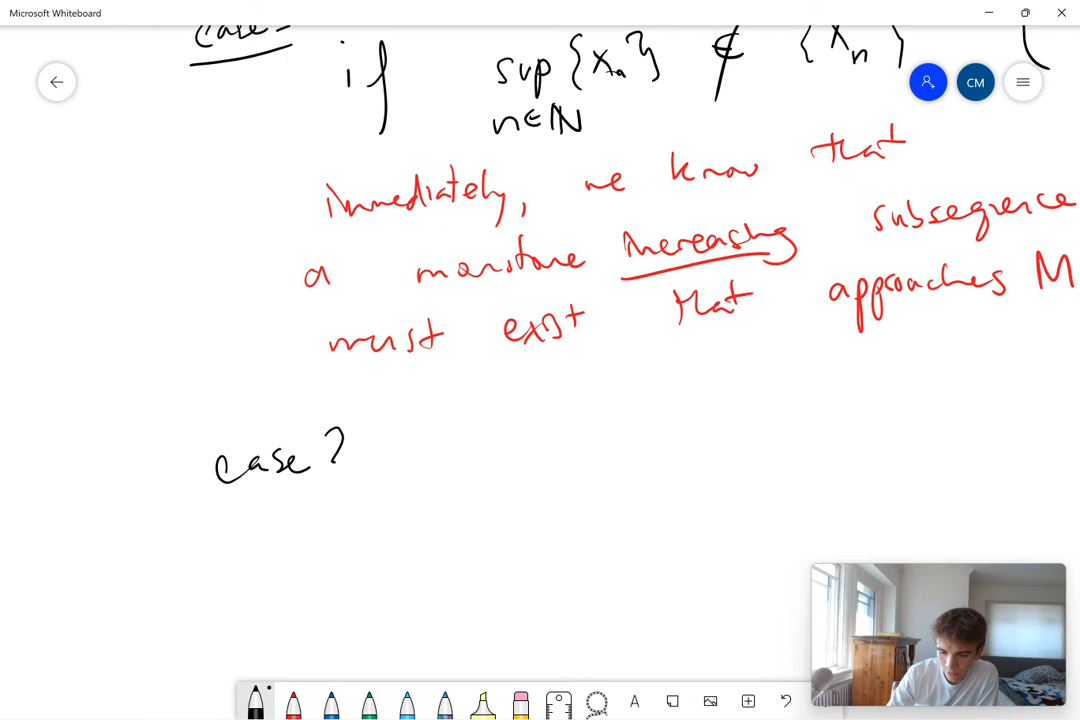 Microsoft Whiteboard
case
if sup {xₙ} ∉ {xₙ} (
n∈ℕ
CM
immediately, we know that
a monotone increasing subsequence
must exist that approaches M
case 2
A